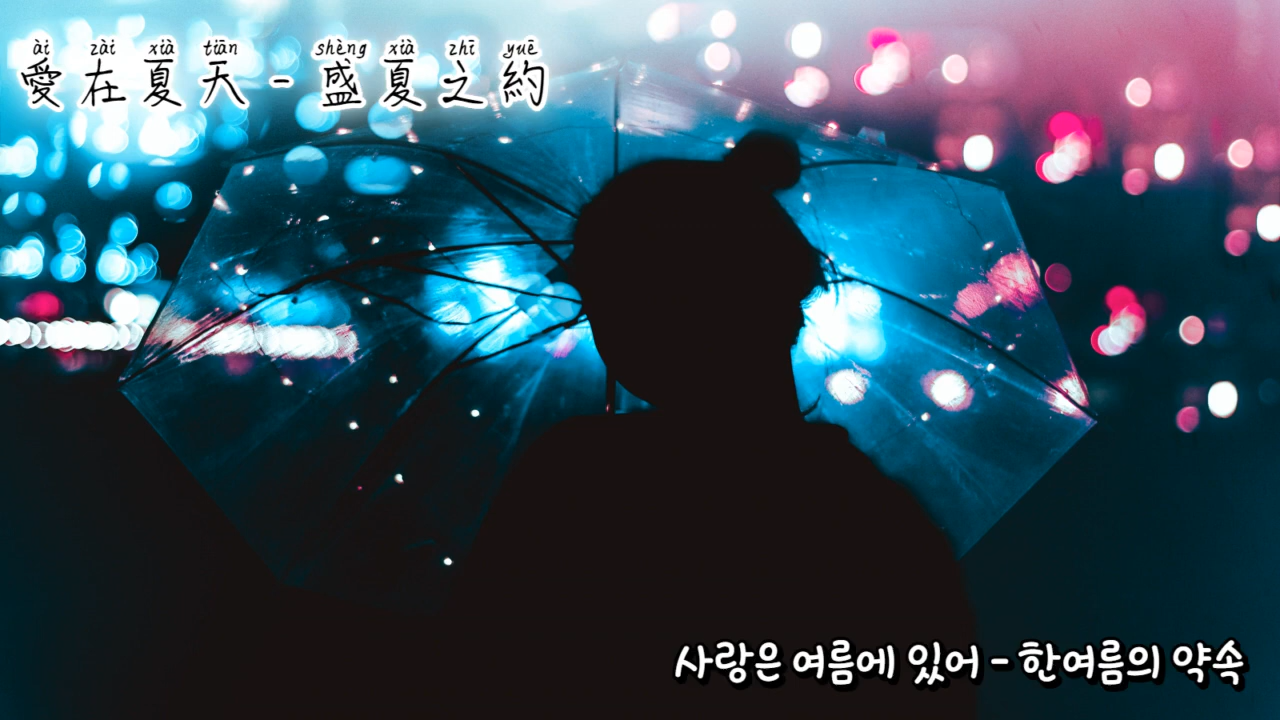 ài zài xià tiān shèng xià zhī yuē
愛在夏天 - 盛夏之約
사랑은 여름에 있어 - 한여름의 약속